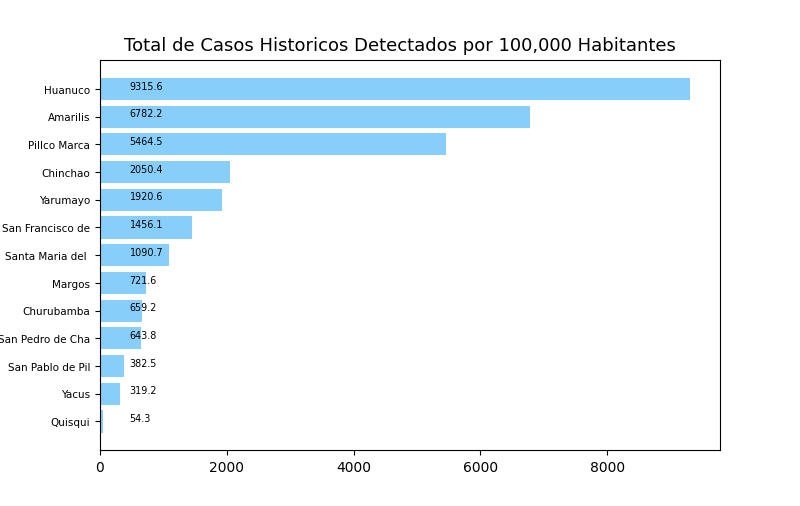 Total de Casos Historicos Detectados por 100,000 Habitantes
Huanuco 9315.6
Amarilis 6782.2
Pillco Marca 5464.5
Chinchao 2050.4
Yarumayo 1920.6
San Francisco de 1456.1
Santa Maria del 1090.7
Margos 721.6
Churubamba 659.2
San Pedro de Cha 643.8
San Pablo de Pil 382.5
Yacus 319.2
Quisqui 54.3
0 2000 4000 6000 8000